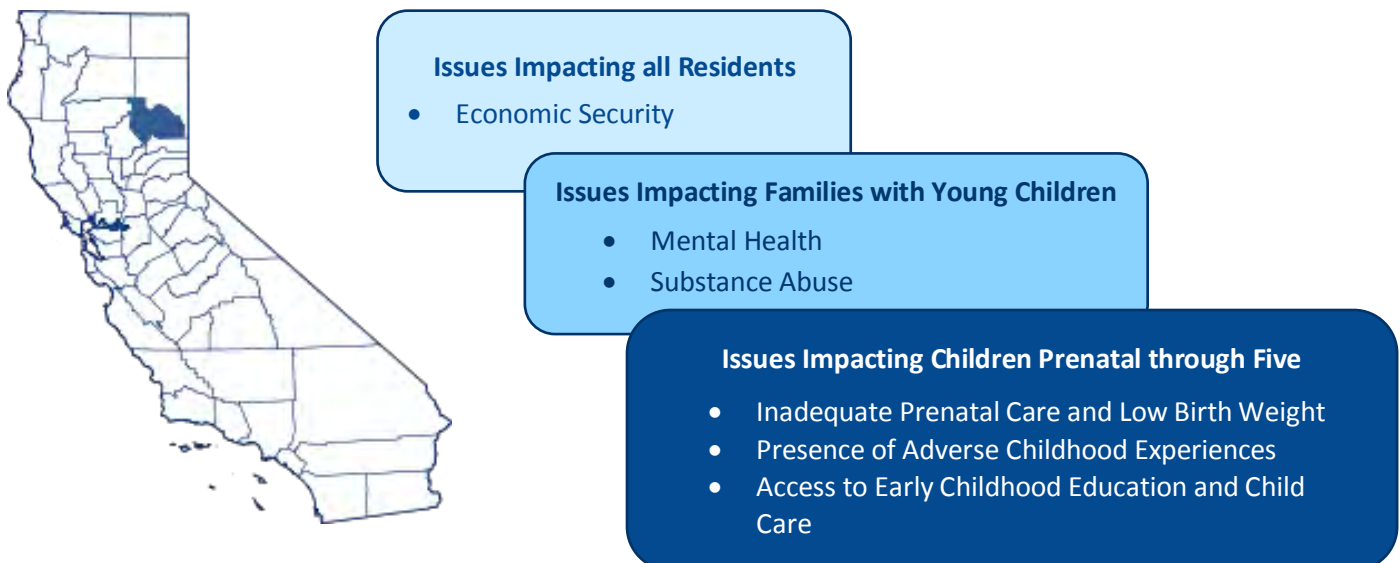 Issues Impacting all Residents
• Economic Security
Issues Impacting Families with Young Children
• Mental Health
• Substance Abuse
Issues Impacting Children Prenatal through Five
• Inadequate Prenatal Care and Low Birth Weight
• Presence of Adverse Childhood Experiences
• Access to Early Childhood Education and Child
Care